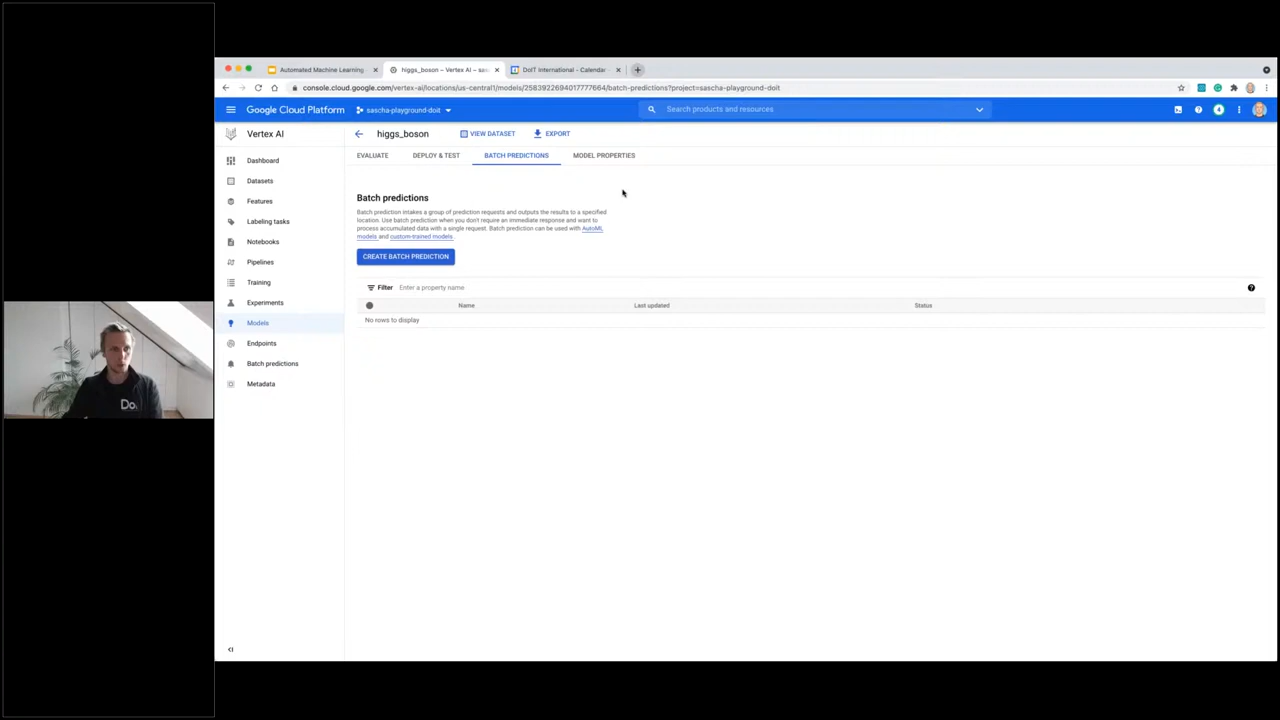 Automated Machine Learning
higgs_boson – Vertex AI – sas
DoIT International - Calendar
console.cloud.google.com/vertex-ai/locations/us-central1/models/2583922694017777664/batch-predictions?project=sascha-playground-doit
Google Cloud Platform
sascha-playground-doit
Search products and resources
Vertex AI
higgs_boson
VIEW DATASET
EXPORT
Dashboard
Datasets
Features
Labeling tasks
Notebooks
Pipelines
Training
Experiments
Models
Endpoints
Batch predictions
Metadata
EVALUATE
DEPLOY & TEST
BATCH PREDICTIONS
MODEL PROPERTIES
Batch predictions
Batch prediction intakes a group of prediction requests and outputs the results to a specified
location. Use batch prediction when you don't require an immediate response and want to
process accumulated data with a single request. Batch prediction can be used with AutoML
models and custom-trained models.
CREATE BATCH PREDICTION
Filter Enter a property name
Name Last updated Status
No rows to display
Do